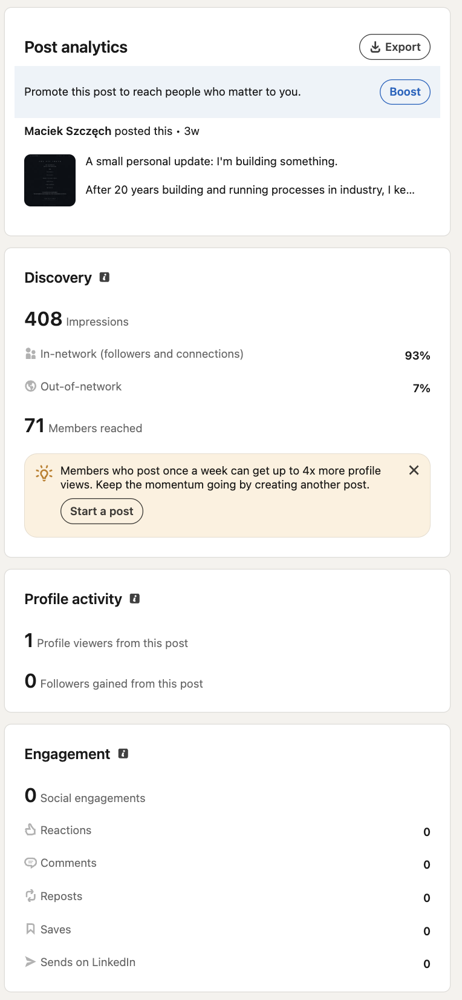 Post analytics
Export
Promote this post to reach people who matter to you.
Boost
Maciek Szczęch posted this • 3w
A small personal update: I'm building something.
After 20 years building and running processes in industry, I ke...
Discovery
408 Impressions
In-network (followers and connections)
93%
Out-of-network
7%
71 Members reached
Members who post once a week can get up to 4x more profile
views. Keep the momentum going by creating another post.
Start a post
Profile activity
1 Profile viewers from this post
0 Followers gained from this post
Engagement
0 Social engagements
Reactions
0
Comments
0
Reposts
0
Saves
0
Sends on LinkedIn
0